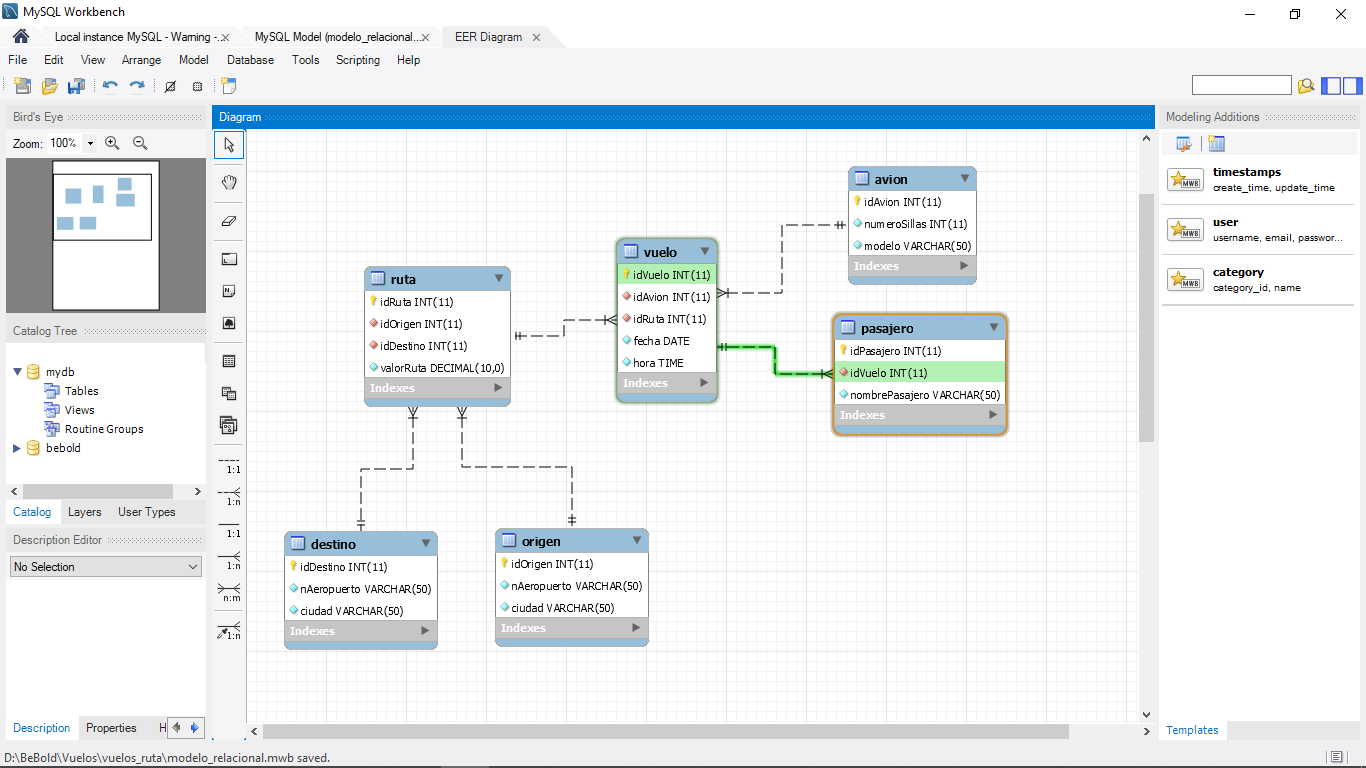 MySQL Workbench
Local instance MySQL - Warning -...
MySQL Model (modelo_relacional....
EER Diagram
File Edit View Arrange Model Database Tools Scripting Help
Bird's Eye
Zoom: 100%
Catalog Tree
mydb
Tables
Views
Routine Groups
bebold
Catalog Layers User Types
Description Editor
No Selection
Description Properties H
Diagram
1:1
1:n
1:1
1:n
n:m
1:n
ruta
idRuta INT(11)
idOrigen INT(11)
idDestino INT(11)
valorRuta DECIMAL(10,0)
Indexes
vuelo
idVuelo INT(11)
idAvion INT(11)
idRuta INT(11)
fecha DATE
hora TIME
Indexes
avion
idAvion INT(11)
numeroSillas INT(11)
modelo VARCHAR(50)
Indexes
pasajero
idPasajero INT(11)
idVuelo INT(11)
nombrePasajero VARCHAR(50)
Indexes
destino
idDestino INT(11)
nAeropuerto VARCHAR(50)
ciudad VARCHAR(50)
Indexes
origen
idOrigen INT(11)
nAeropuerto VARCHAR(50)
ciudad VARCHAR(50)
Indexes
Modeling Additions
MWB
timestamps
create_time, update_time
MWB
user
username, email, passwor...
MWB
category
category_id, name
Templates
D:\BeBold\Vuelos\vuelos_ruta\modelo_relacional.mwb saved.